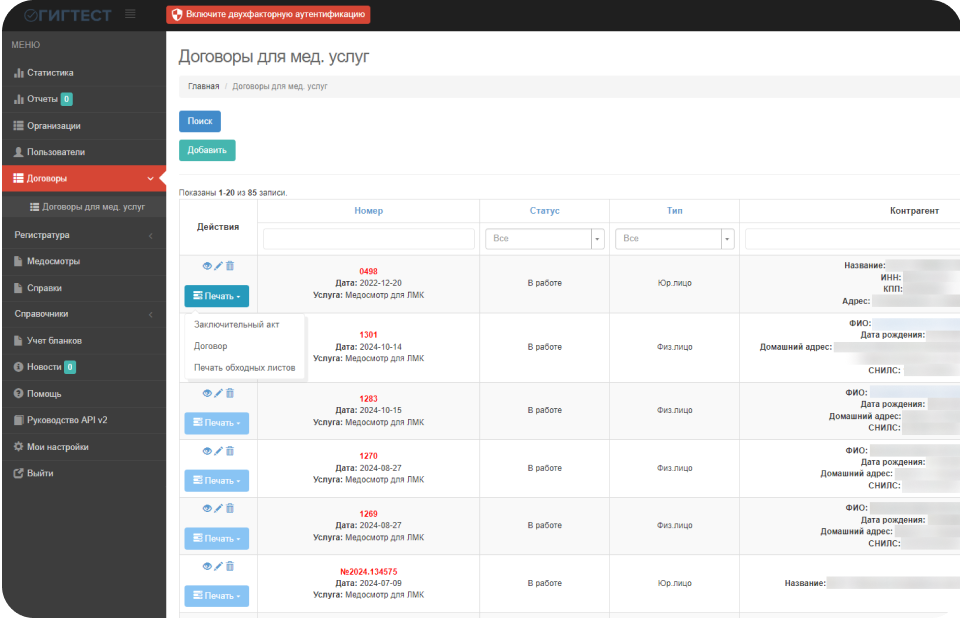 ГИГТЕСТ
Включите двухфакторную аутентификацию
МЕНЮ
Статистика
Отчеты 0
Организации
Пользователи
Договоры
Договоры для мед. услуг
Регистратура
Медосмотры
Справки
Справочники
Учет бланков
Новости 0
Помощь
Руководство API v2
Мои настройки
Выйти
Договоры для мед. услуг
Главная / Договоры для мед. услуг
Поиск
Добавить
Показаны 1-20 из 85 записи.
Действия Номер Статус Тип Контрагент
Все Все
Печать
0498
Дата: 2022-12-20
Услуга: Медосмотр для ЛМК
В работе
Юр.лицо
Название:
ИНН:
КПП:
Адрес:
Заключительный акт
Договор
Печать обходных листов
1301
Дата: 2024-10-14
Услуга: Медосмотр для ЛМК
В работе
Физ.лицо
ФИО:
Дата рождения:
Домашний адрес:
СНИЛС:
Печать
1283
Дата: 2024-10-15
Услуга: Медосмотр для ЛМК
В работе
Физ.лицо
ФИО:
Дата рождения:
Домашний адрес:
СНИЛС:
Печать
1270
Дата: 2024-08-27
Услуга: Медосмотр для ЛМК
В работе
Физ.лицо
ФИО:
Дата рождения:
Домашний адрес:
СНИЛС:
Печать
1269
Дата: 2024-08-27
Услуга: Медосмотр для ЛМК
В работе
Физ.лицо
ФИО:
Дата рождения:
Домашний адрес:
СНИЛС:
Печать
№2024.134575
Дата: 2024-07-09
Услуга: Медосмотр для ЛМК
В работе
Юр.лицо
Название: